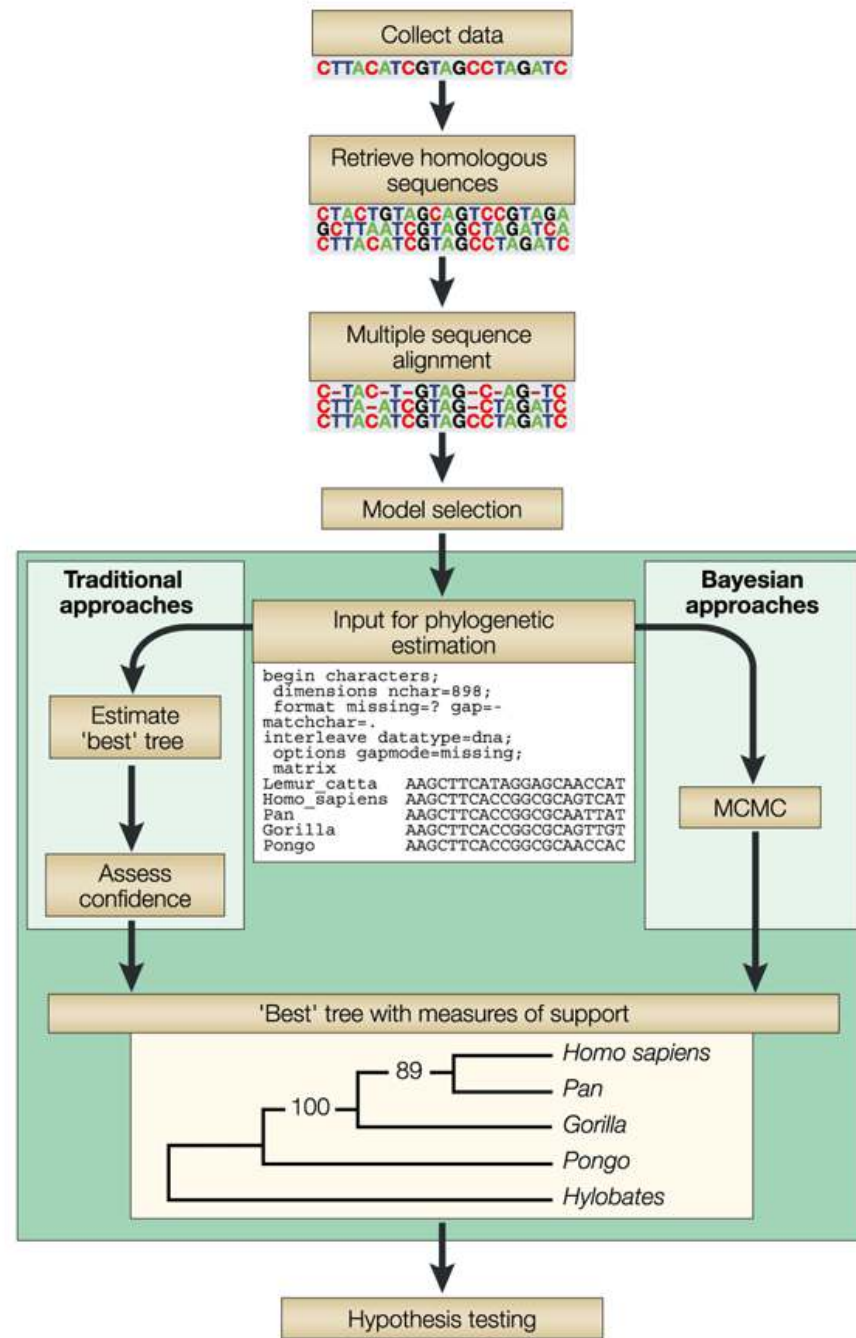 Collect data
CTTACATCGTAGCCTAGATC
Retrieve homologous
sequences
CTACTGTAGCAGTCCGTAGA
GCTTAATCGTAGCTAGATCA
CTTACATCGTAGCCTAGATC
Multiple sequence
alignment
C-TAC-T-GTAG-C-AG-TC
CTTA-ATCGTAG-CTAGATC
CTTACATCGTAGCCTAGATC
Model selection
Traditional
approaches
Bayesian
approaches
Input for phylogenetic
estimation
begin characters;
dimensions nchar=898;
format missing=? gap=-
matchchar=.
interleave datatype=dna;
options gapmode=missing;
matrix
Lemur_catta AAGCTTCATAGGAGCAACCAT
Homo_sapiens AAGCTTCACCGGCGCAGTCAT
Pan AAGCTTCACCGGCGCAATTAT
Gorilla AAGCTTCACCGGCGCAGTTGT
Pongo AAGCTTCACCGGCGCAACCAC
Estimate
'best' tree
Assess
confidence
MCMC
'Best' tree with measures of support
Homo sapiens
89
Pan
100
Gorilla
Pongo
Hylobates
Hypothesis testing